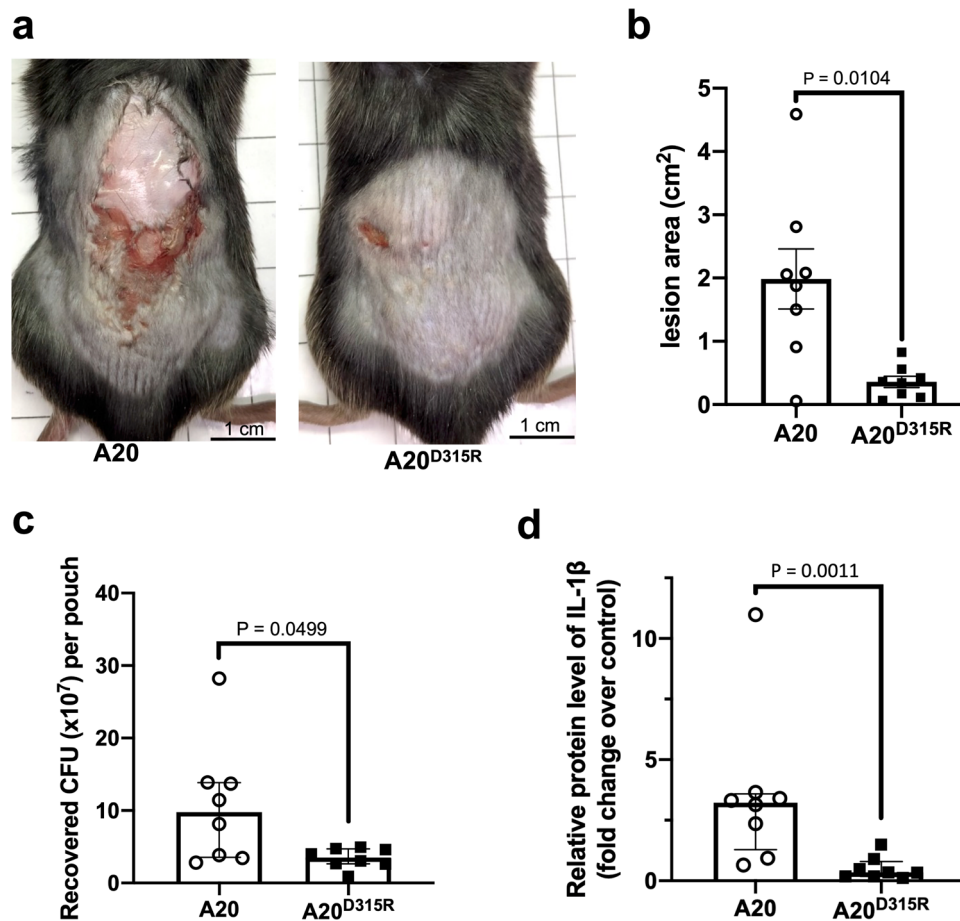 a
1 cm
A20
1 cm
A20D315R
b
lesion area (cm2)
5
4
3
2
1
0
P = 0.0104
A20
A20D315R
c
Recovered CFU (x107) per pouch
40
30
20
10
0
P = 0.0499
A20
A20D315R
d
Relative protein level of IL-1β
(fold change over control)
10
5
0
P = 0.0011
A20
A20D315R